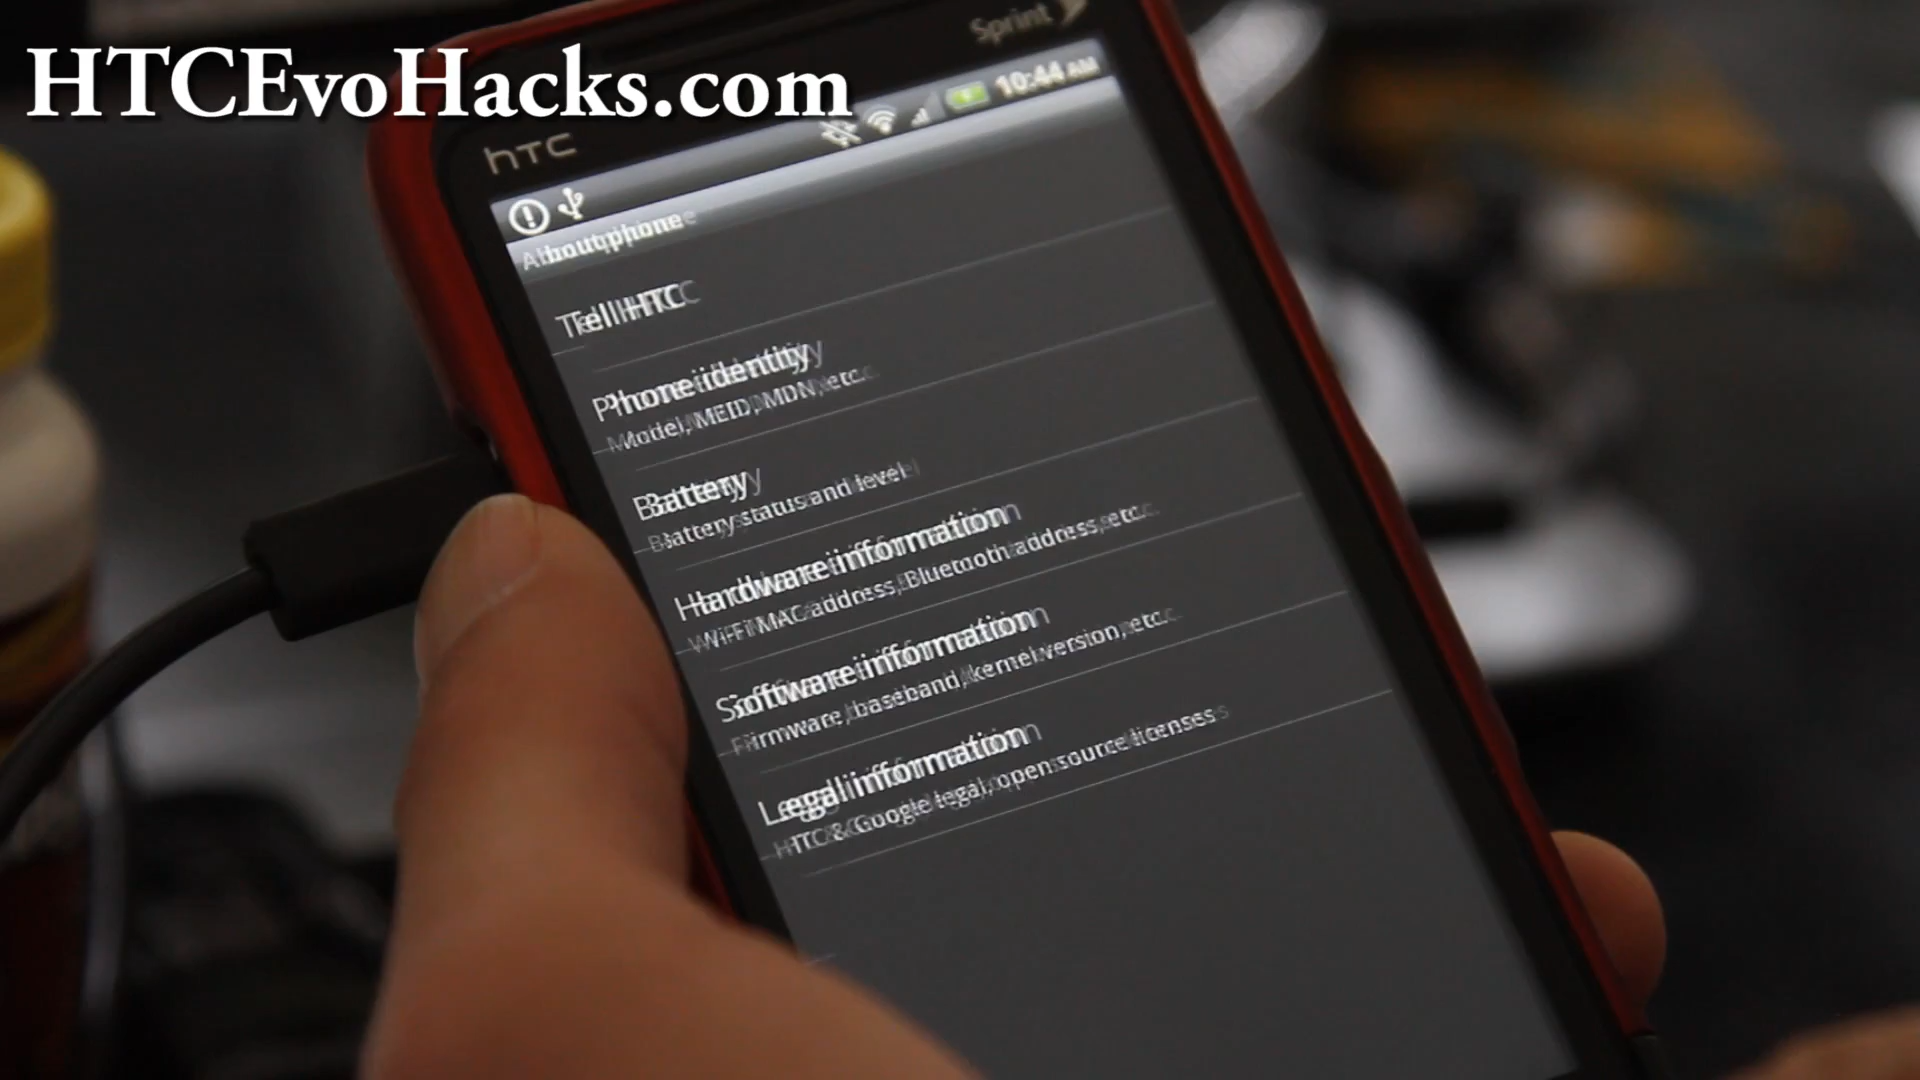 HTCEvoHacks.com
Sprint
hTC
10:44 AM
About phone
Tell HTC
Phone identity
Model, MEID, MDN, etc.
Battery
Battery status and level
Hardware information
Wi-Fi MAC address, Bluetooth address, etc.
Software information
Firmware, baseband, kernel version, etc.
Legal information
HTC & Google legal, open source licenses